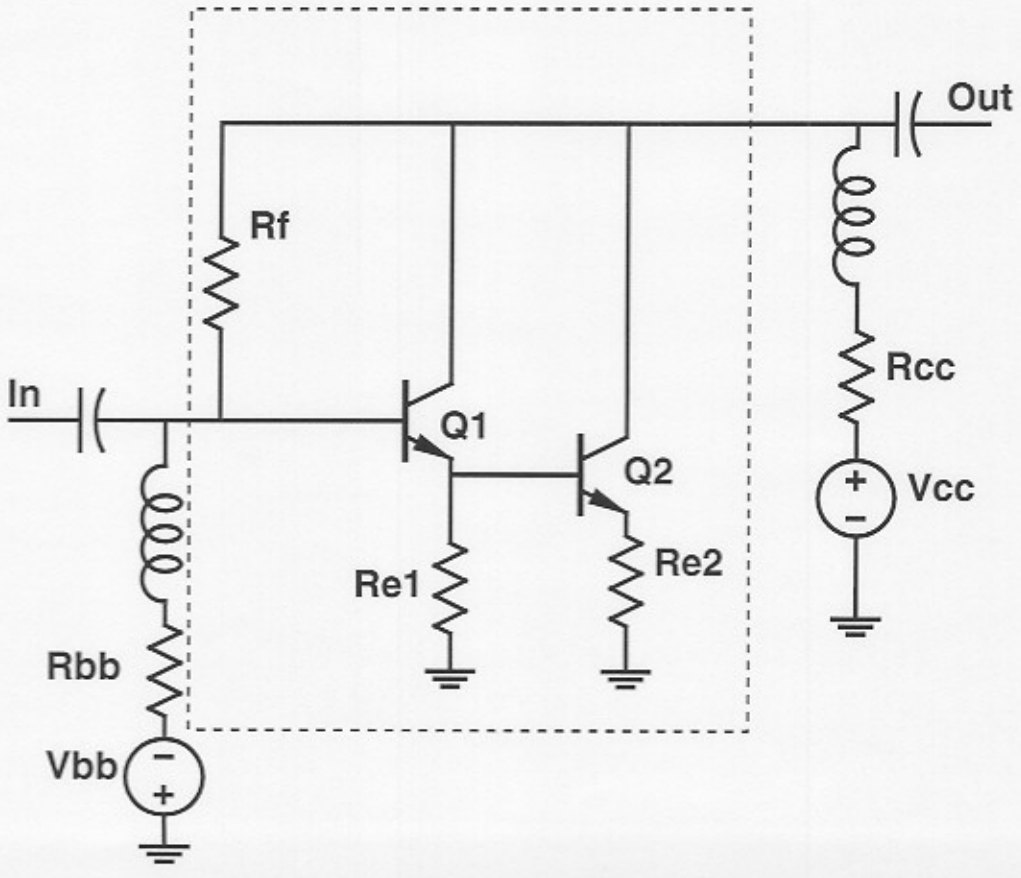 Out
Rf
Rcc
In
Q1
Q2
+
-
Vcc
Re1
Re2
Rbb
Vbb
-
+